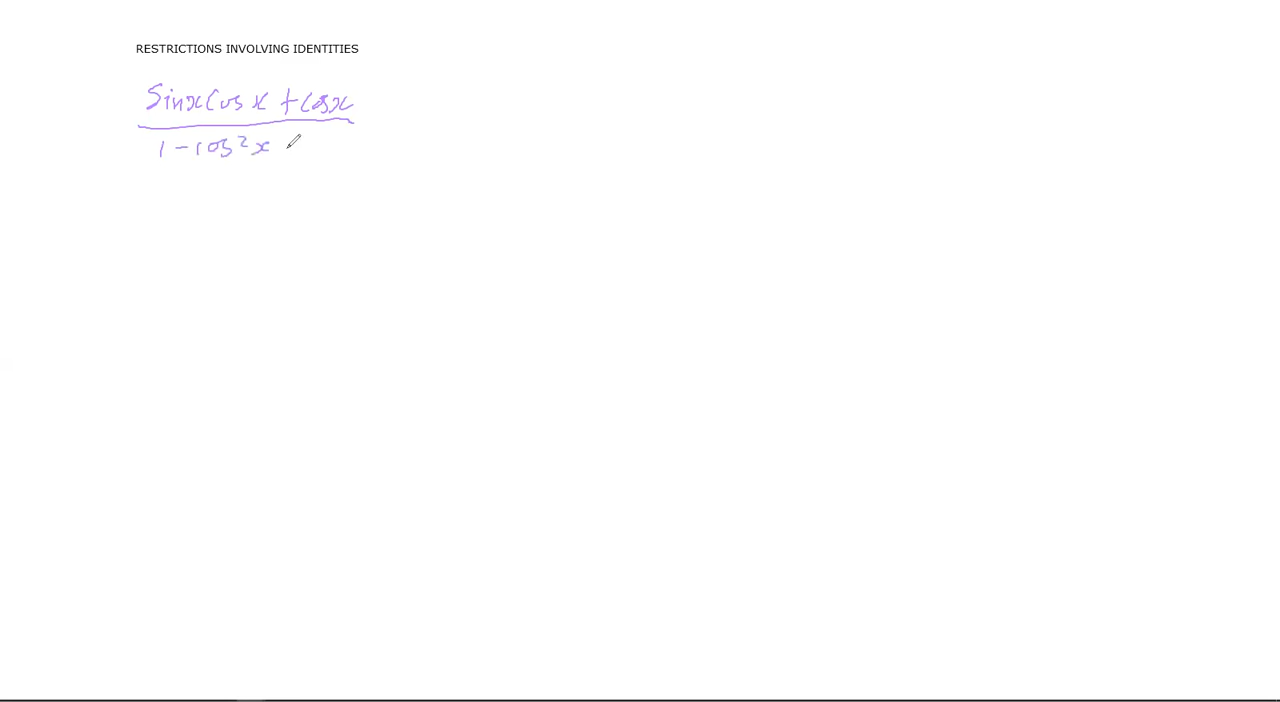 RESTRICTIONS INVOLVING IDENTITIES
Sinx Cos x + Cosx
1 - cos²x